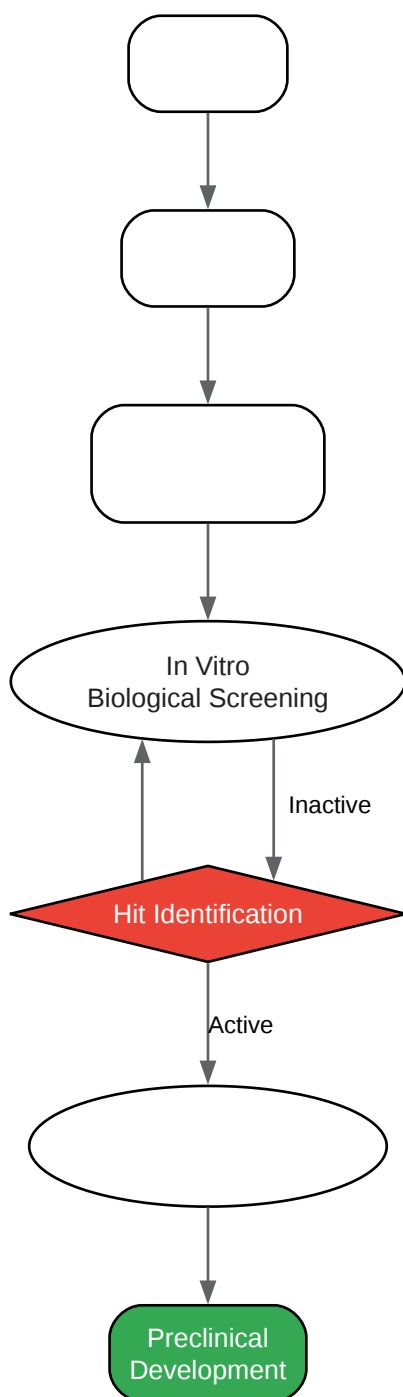 In Vitro
Biological Screening
Inactive
Hit Identification
Active
Preclinical
Development